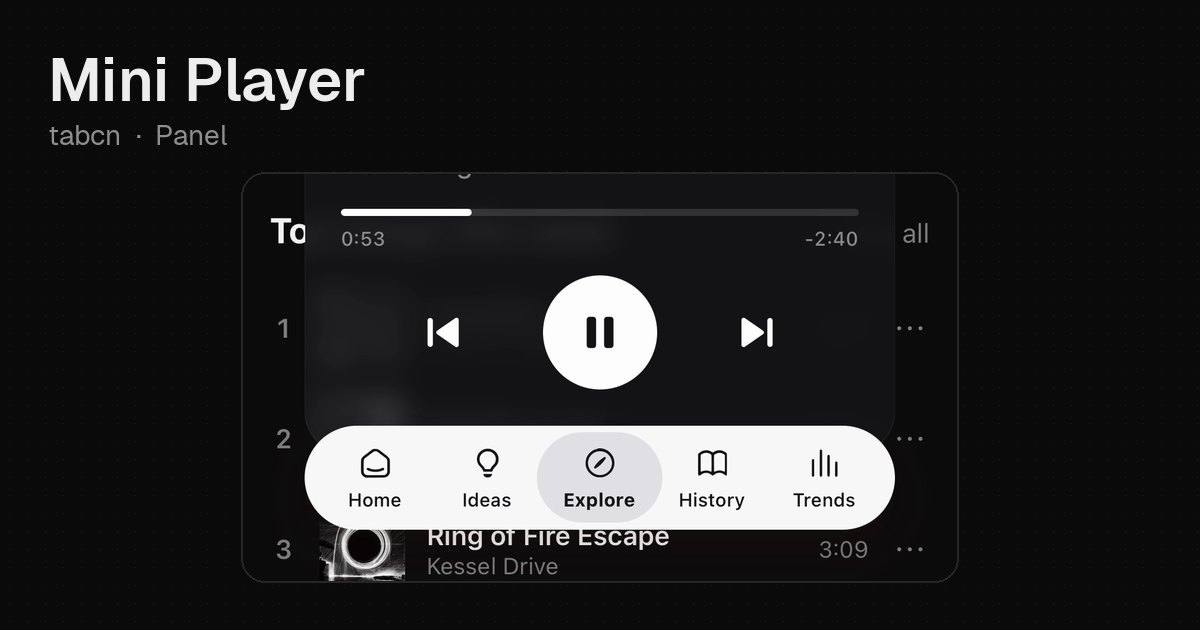 Mini Player
tabcn · Panel
To
all
0:53
-2:40
1
2
Home
Ideas
Explore
History
Trends
3
Ring of Fire Escape
3:09
Kessel Drive